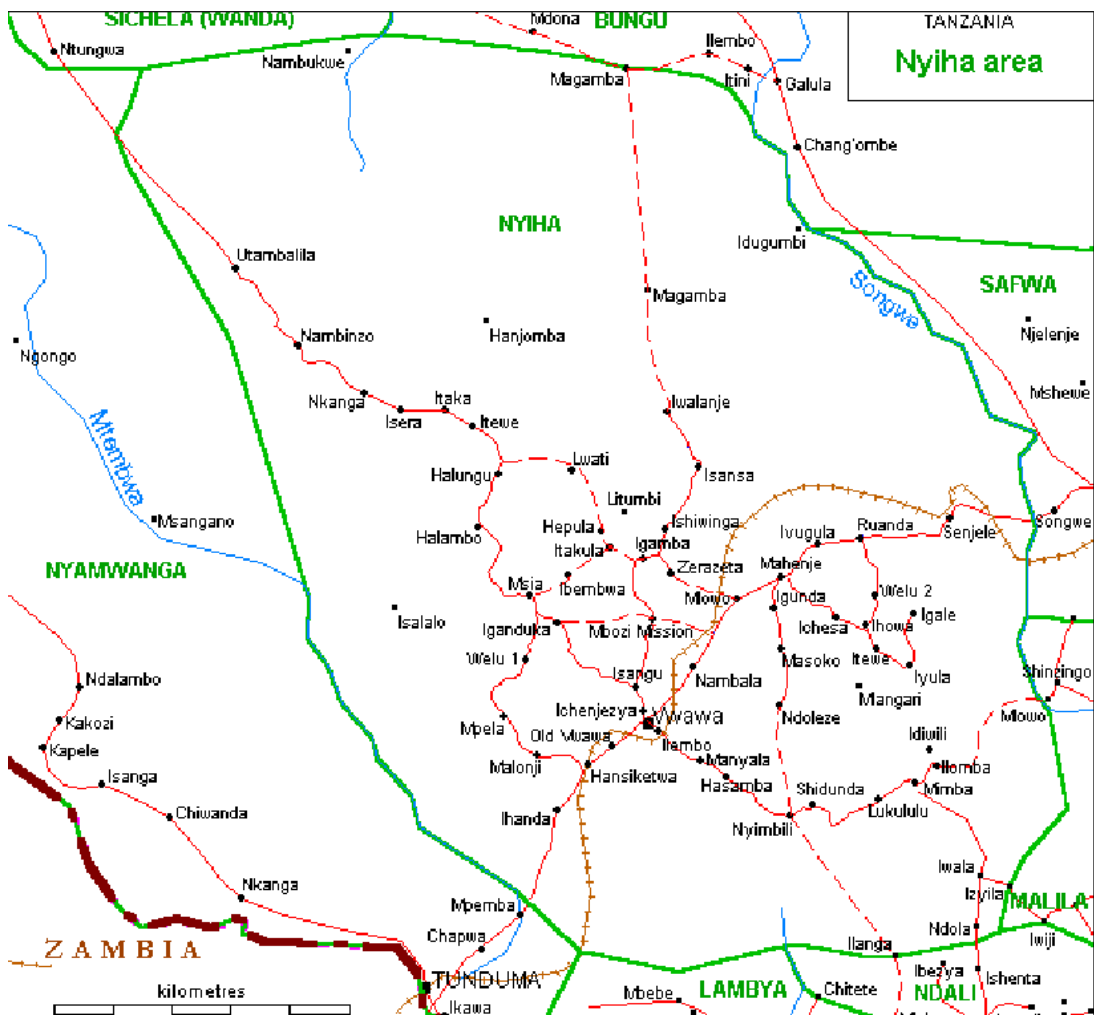 SICHELA (WANDA)
BUNGU
TANZANIA
Nyiha area
Mdona
Ntungwa
Nambukwe
Ilembo
Magamba
Itini
Galula
Chang'ombe
NYIHA
Idugumbi
Utambalila
Songwe
SAFWA
Magamba
Njelenje
Hanjomba
Nambinzo
Ngongo
Mshewe
Nkanga
Itaka
Isera
Itewe
Iwalanje
Mtembwa
Lwati
Halungu
Isansa
Litumbi
Msangano
Halambo
Hepula
Ishiwinga
Ivugula
Ruanda
Senjele
Songwe
Itakula
Igamba
NYAMWANGA
Zerazeta
Mahenje
Msia
Ibembwa
Mlowo
Igunda
Welu 2
Igale
Isalalo
Iganduka
Mbozi Mission
Ichesa
Ihowa
Welu 1
Masoko
Itewe
Iyula
Isangu
Nambala
Shinzingo
Ndalambo
Mangari
Mlowo
Ichenjezya
Vwawa
Ndoleze
Kakozi
Mpela
Old Vwawa
Ilembo
Idiwili
Kapele
Malonji
Hansiketwa
Manyala
Ilomba
Isanga
Hasamba
Shidunda
Mimba
Chiwanda
Ihanda
Nyimbili
Lukululu
Iwala
Nkanga
Izyila
Mpemba
MALILA
ZAMBIA
Chapwa
Ilanga
Ndola
Iwiji
TUNDUMA
Ibezya
Ishenta
kilometres
Ikawa
Mbebe
LAMBYA
Chitete
NDALI